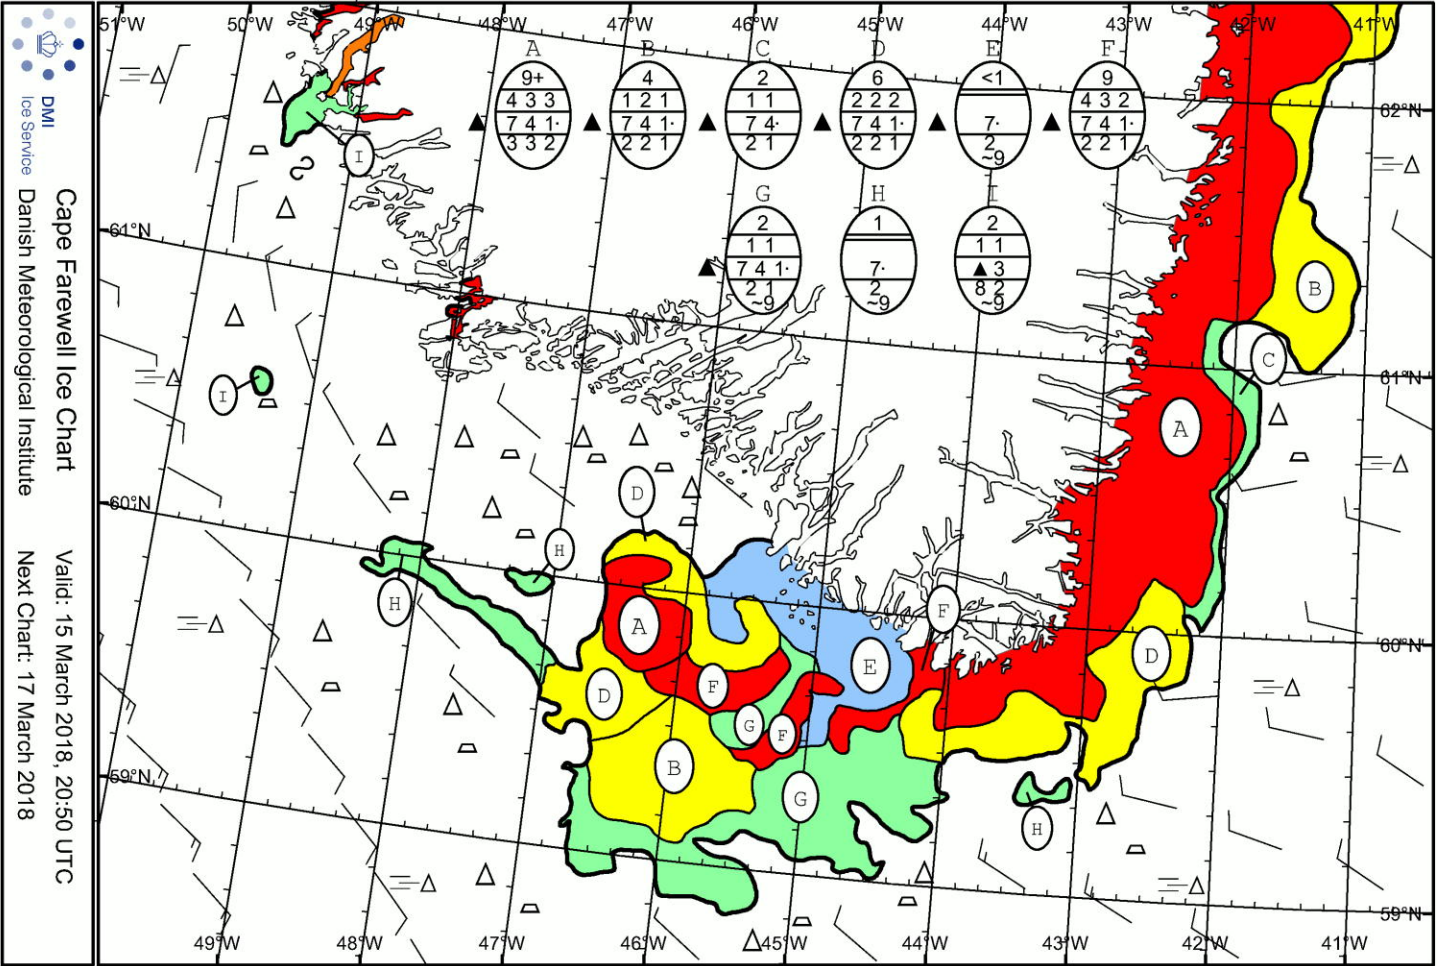 DMI
Ice Service
Cape Farewell Ice Chart
Danish Meteorological Institute
Valid: 15 March 2018, 20:50 UTC
Next Chart: 17 March 2018
51°W 50°W 49°W 48°W 47°W 46°W 45°W 44°W 43°W 42°W 41°W
A B C D E F
9+ 4 2 6 <1 9
4 3 3 1 2 1 1 1 2 2 2 4 3 2
7 4 1· 7 4 1· 7 4· 7 4 1· 7· 7 4 1·
3 3 2 2 2 1 2 1 2 2 1 2 2 2 1
~9
G H I
2 1 2
1 1 1 1
7 4 1· 7· ▲ 3
2 1 2 8 2
~9 ~9 ~9
62°N
I
61°N
B
C
61°N
I
A
D
60°N
H
H
A
F
60°N
D
E
D
F
G
F
B
59°N
G
H
59°N
49°W 48°W 47°W 46°W 45°W 44°W 43°W 42°W 41°W